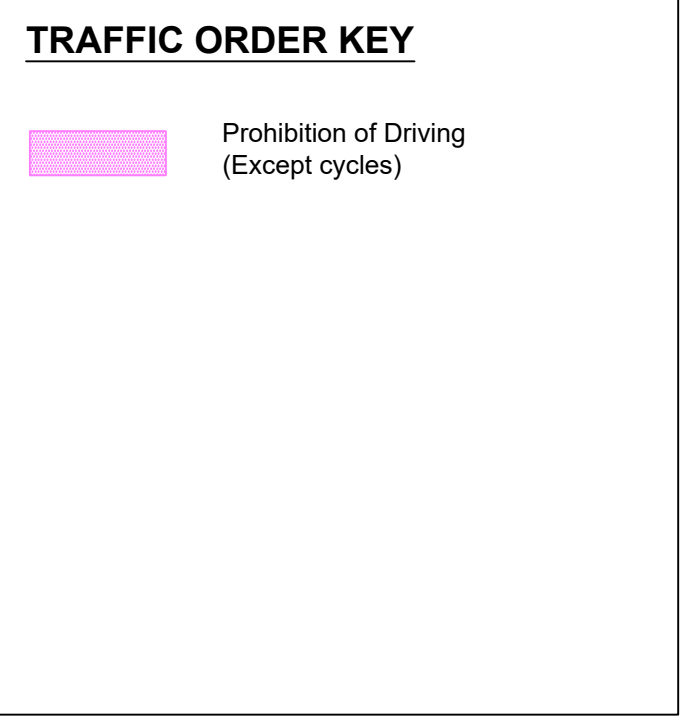 TRAFFIC ORDER KEY
Prohibition of Driving
(Except cycles)